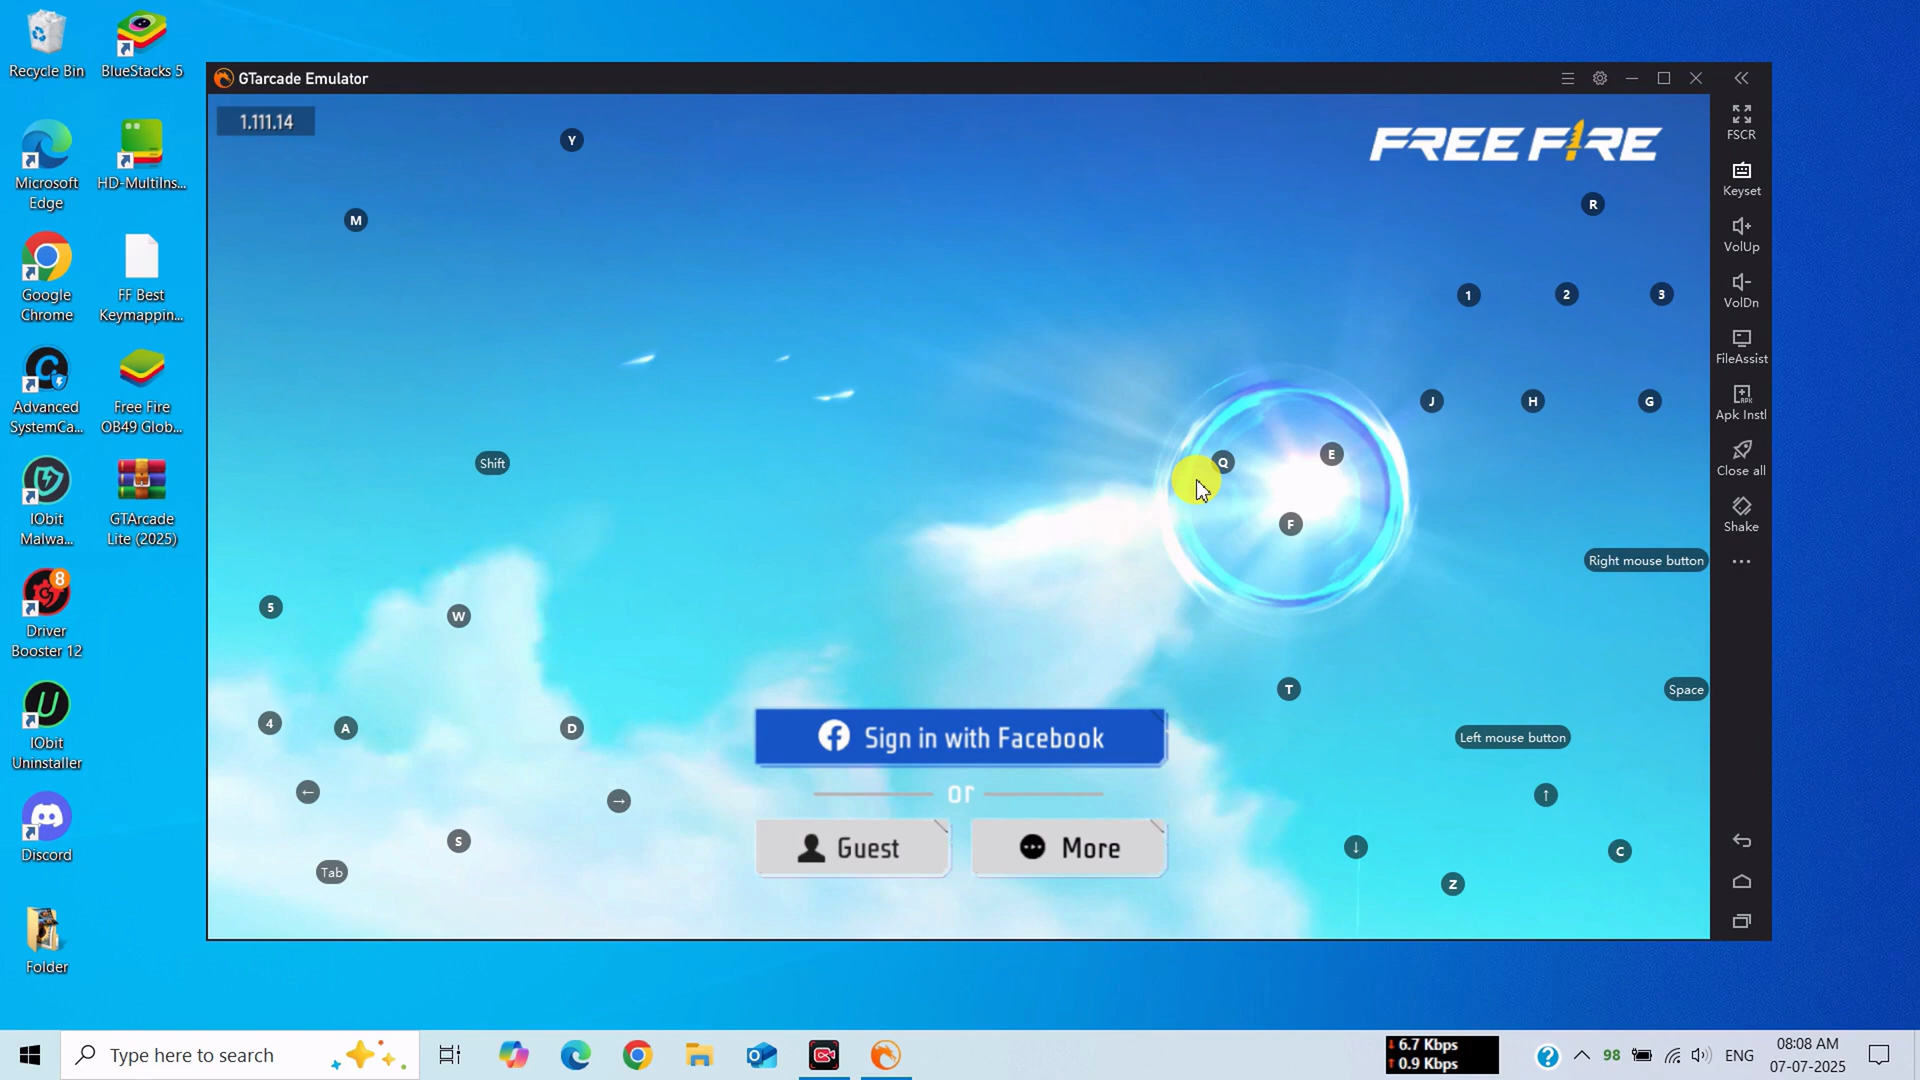 Recycle Bin
BlueStacks 5
Microsoft
Edge
HD-MultiIns...
Google
Chrome
FF Best
Keymappin...
Advanced
SystemCa...
Free Fire
OB49 Glob...
IObit
Malwa...
GTArcade
Lite (2025)
8
Driver
Booster 12
IObit
Uninstaller
Discord
Folder
GTarcade Emulator
1.111.14
FREE FIRE
Y
M
R
1
2
3
J
H
G
Shift
Q
E
F
Right mouse button
5
W
T
Space
4
A
D
Left mouse button
←
→
↑
S
↓
C
Tab
Z
Sign in with Facebook
or
Guest
More
FSCR
Keyset
VolUp
VolDn
FileAssist
APK
Apk Instl
Close all
Shake
Type here to search
6.7 Kbps
0.9 Kbps
98
ENG
08:08 AM
07-07-2025